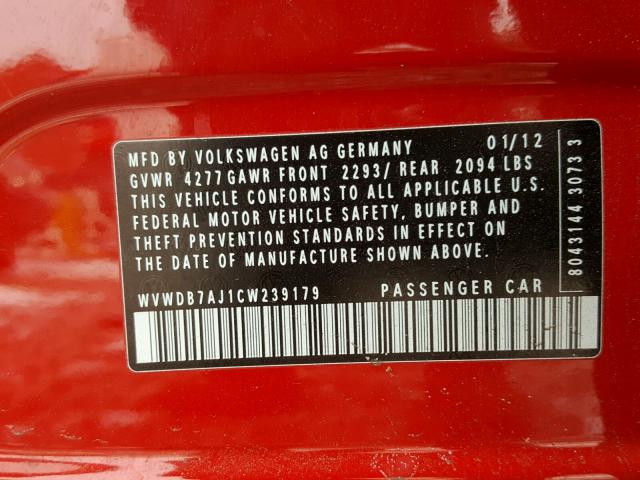 MFD BY VOLKSWAGEN AG GERMANY 01/12
GVWR 4277 GAWR FRONT 2293/ REAR 2094 LBS
THIS VEHICLE CONFORMS TO ALL APPLICABLE U.S.
FEDERAL MOTOR VEHICLE SAFETY, BUMPER AND
THEFT PREVENTION STANDARDS IN EFFECT ON
THE DATE OF MANUFACTURE SHOWN ABOVE.
WVWDB7AJ1CW239179 PASSENGER CAR
8043144 3073 3